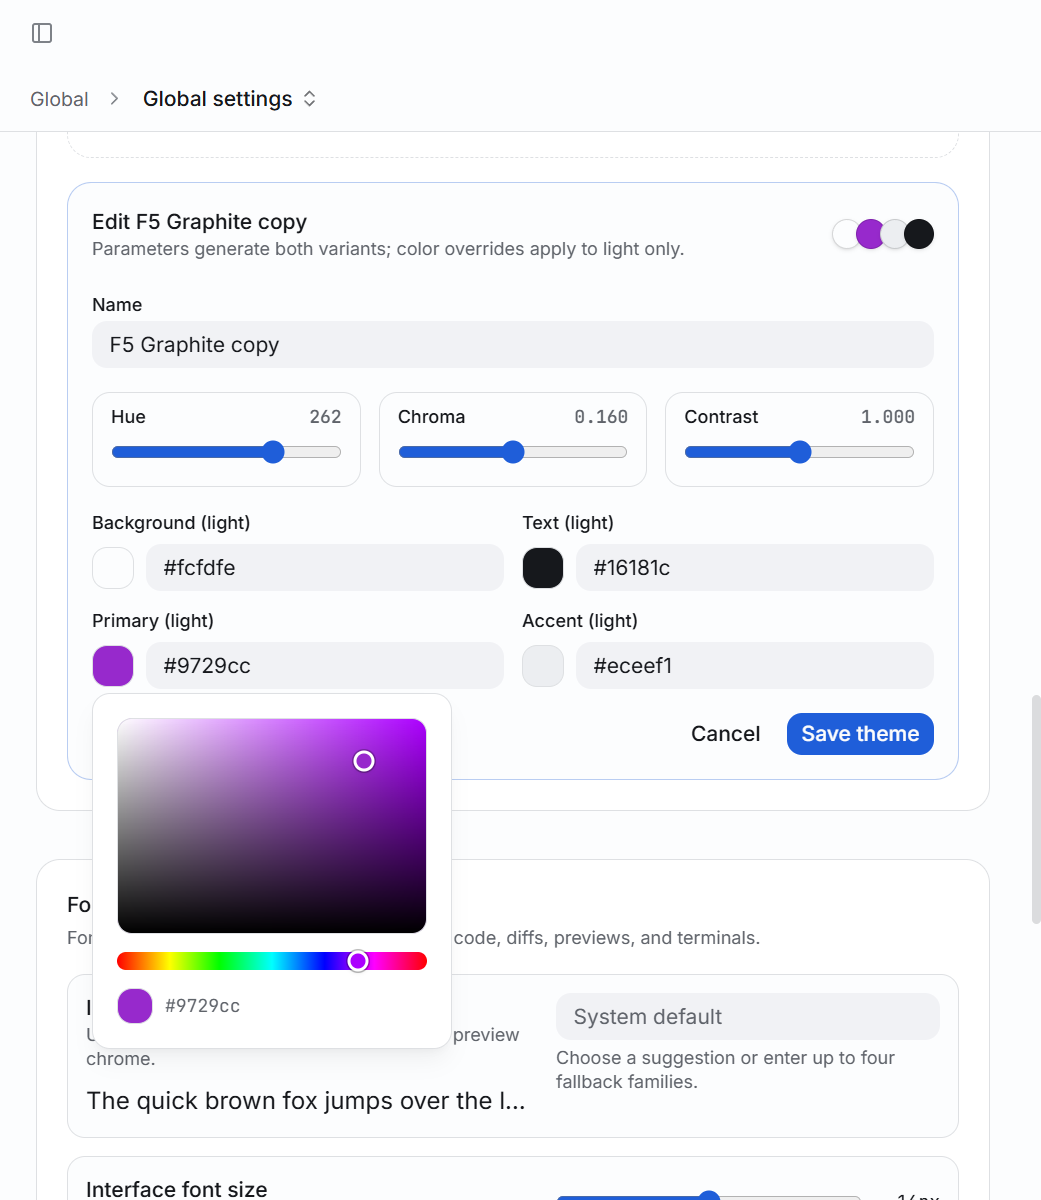 Global
Global settings
Edit F5 Graphite copy
Parameters generate both variants; color overrides apply to light only.
Name
F5 Graphite copy
Hue 262
Chroma 0.160
Contrast 1.000
Background (light)
#fcfdfe
Text (light)
#16181c
Primary (light)
#9729cc
Accent (light)
#eceef1
Cancel
Save theme
#9729cc
code, diffs, previews, and terminals.
preview
chrome.
The quick brown fox jumps over the l...
System default
Choose a suggestion or enter up to four
fallback families.
Interface font size